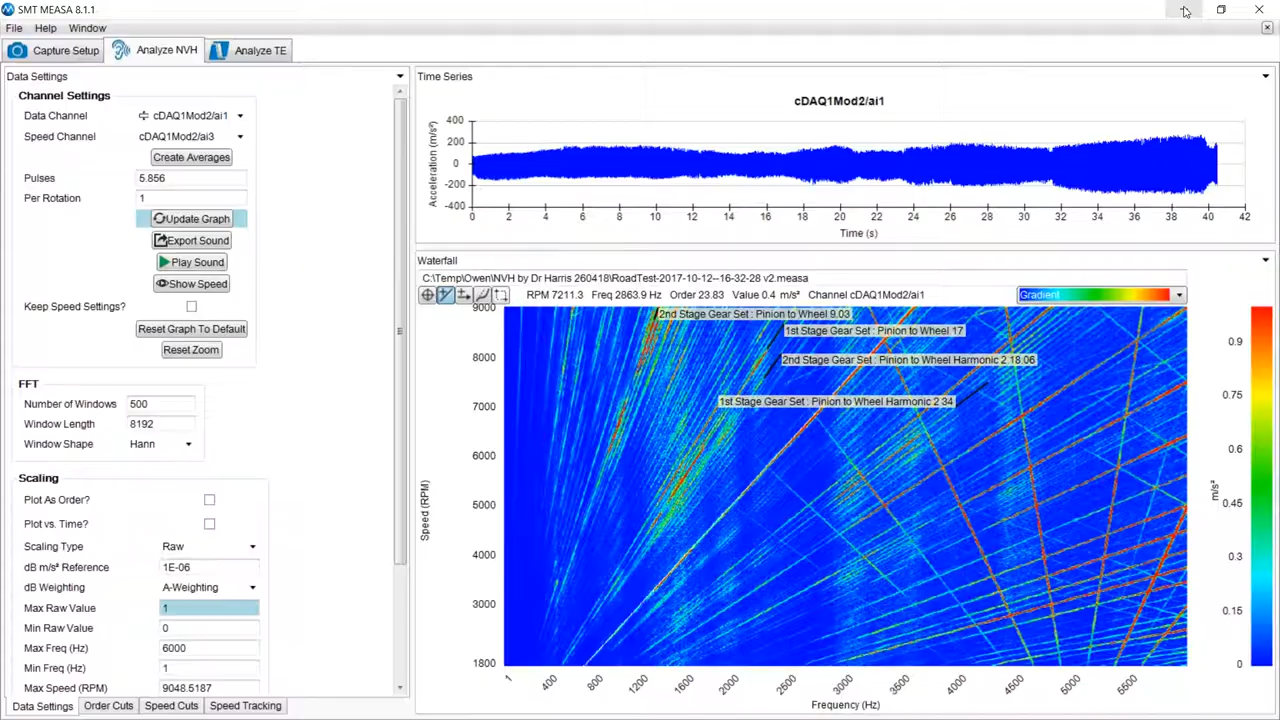 SMT MEASA 8.1.1
File Help Window
Capture Setup Analyze NVH Analyze TE
Data Settings
Channel Settings
Data Channel cDAQ1Mod2/ai1
Speed Channel cDAQ1Mod2/ai3
Create Averages
Pulses 5.856
Per Rotation 1
Update Graph
Export Sound
Play Sound
Show Speed
Keep Speed Settings?
Reset Graph To Default
Reset Zoom
FFT
Number of Windows 500
Window Length 8192
Window Shape Hann
Scaling
Plot As Order?
Plot vs. Time?
Scaling Type Raw
dB m/s² Reference 1E-06
dB Weighting A-Weighting
Max Raw Value 1
Min Raw Value 0
Max Freq (Hz) 6000
Min Freq (Hz) 1
Max Speed (RPM) 9048.5187
Data Settings Order Cuts Speed Cuts Speed Tracking
Time Series
cDAQ1Mod2/ai1
Acceleration (m/s²)
400
200
0
-200
-400
0 2 4 6 8 10 12 14 16 18 20 22 24 26 28 30 32 34 36 38 40 42
Time (s)
Waterfall
C:\Temp\Owen\NVH by Dr Harris 260418\RoadTest-2017-10-12--16-32-28 v2.measa
RPM 7211.3 Freq 2863.9 Hz Order 23.83 Value 0.4 m/s² Channel cDAQ1Mod2/ai1
Gradient
2nd Stage Gear Set : Pinion to Wheel 9.03
1st Stage Gear Set : Pinion to Wheel 17
2nd Stage Gear Set : Pinion to Wheel Harmonic 2 18.06
1st Stage Gear Set : Pinion to Wheel Harmonic 2 34
Speed (RPM)
9000
8000
7000
6000
5000
4000
3000
1800
1 400 800 1200 1600 2000 2500 3000 3500 4000 4500 5000 5500
Frequency (Hz)
m/s²
0.9
0.75
0.6
0.45
0.3
0.15
0